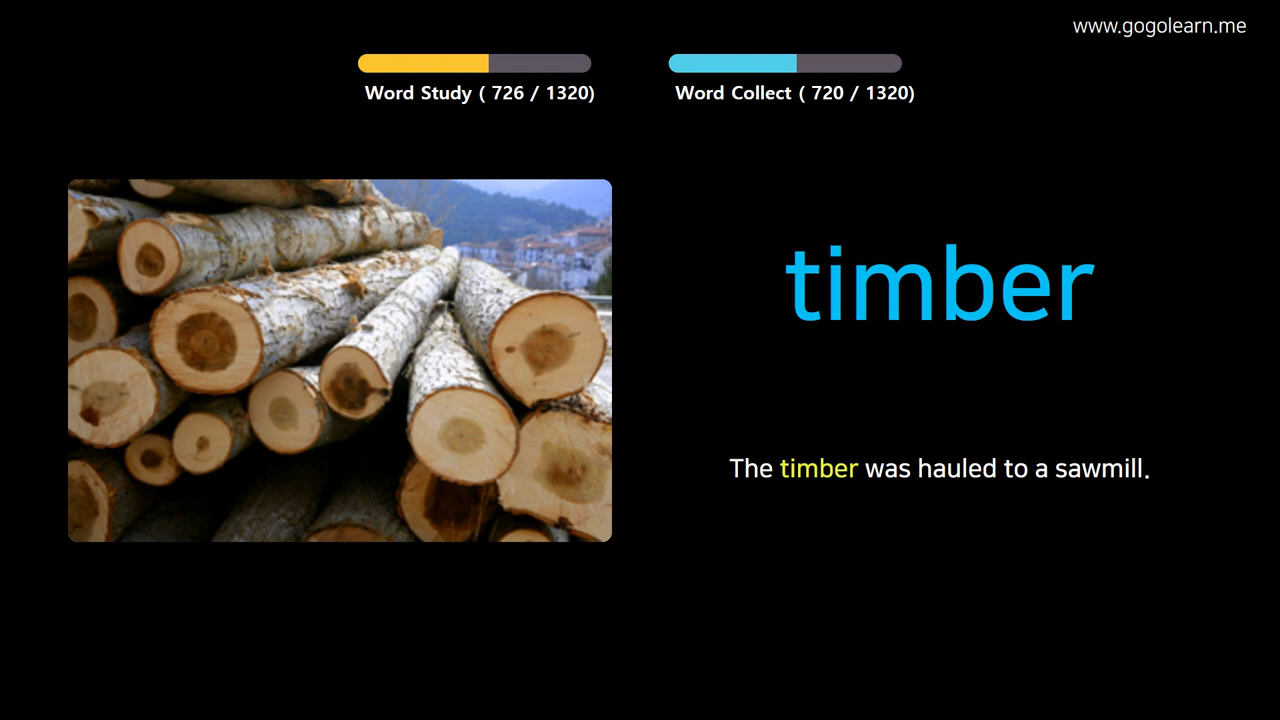 www.gogolearn.me
Word Study ( 726 / 1320)
Word Collect ( 720 / 1320)
timber
The timber was hauled to a sawmill.